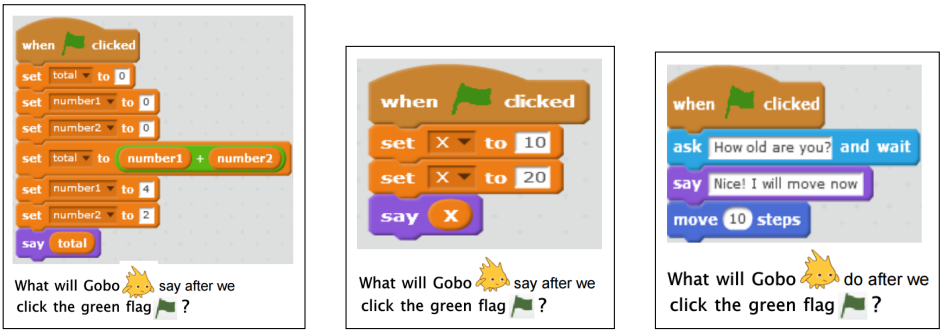 when clicked
set total to 0
set number1 to 0
set number2 to 0
set total to number1 + number2
set number1 to 4
set number2 to 2
say total
What will Gobo say after we
click the green flag ?
when clicked
set X to 10
set X to 20
say X
What will Gobo say after we
click the green flag ?
when clicked
ask How old are you? and wait
say Nice! I will move now
move 10 steps
What will Gobo do after we
click the green flag ?